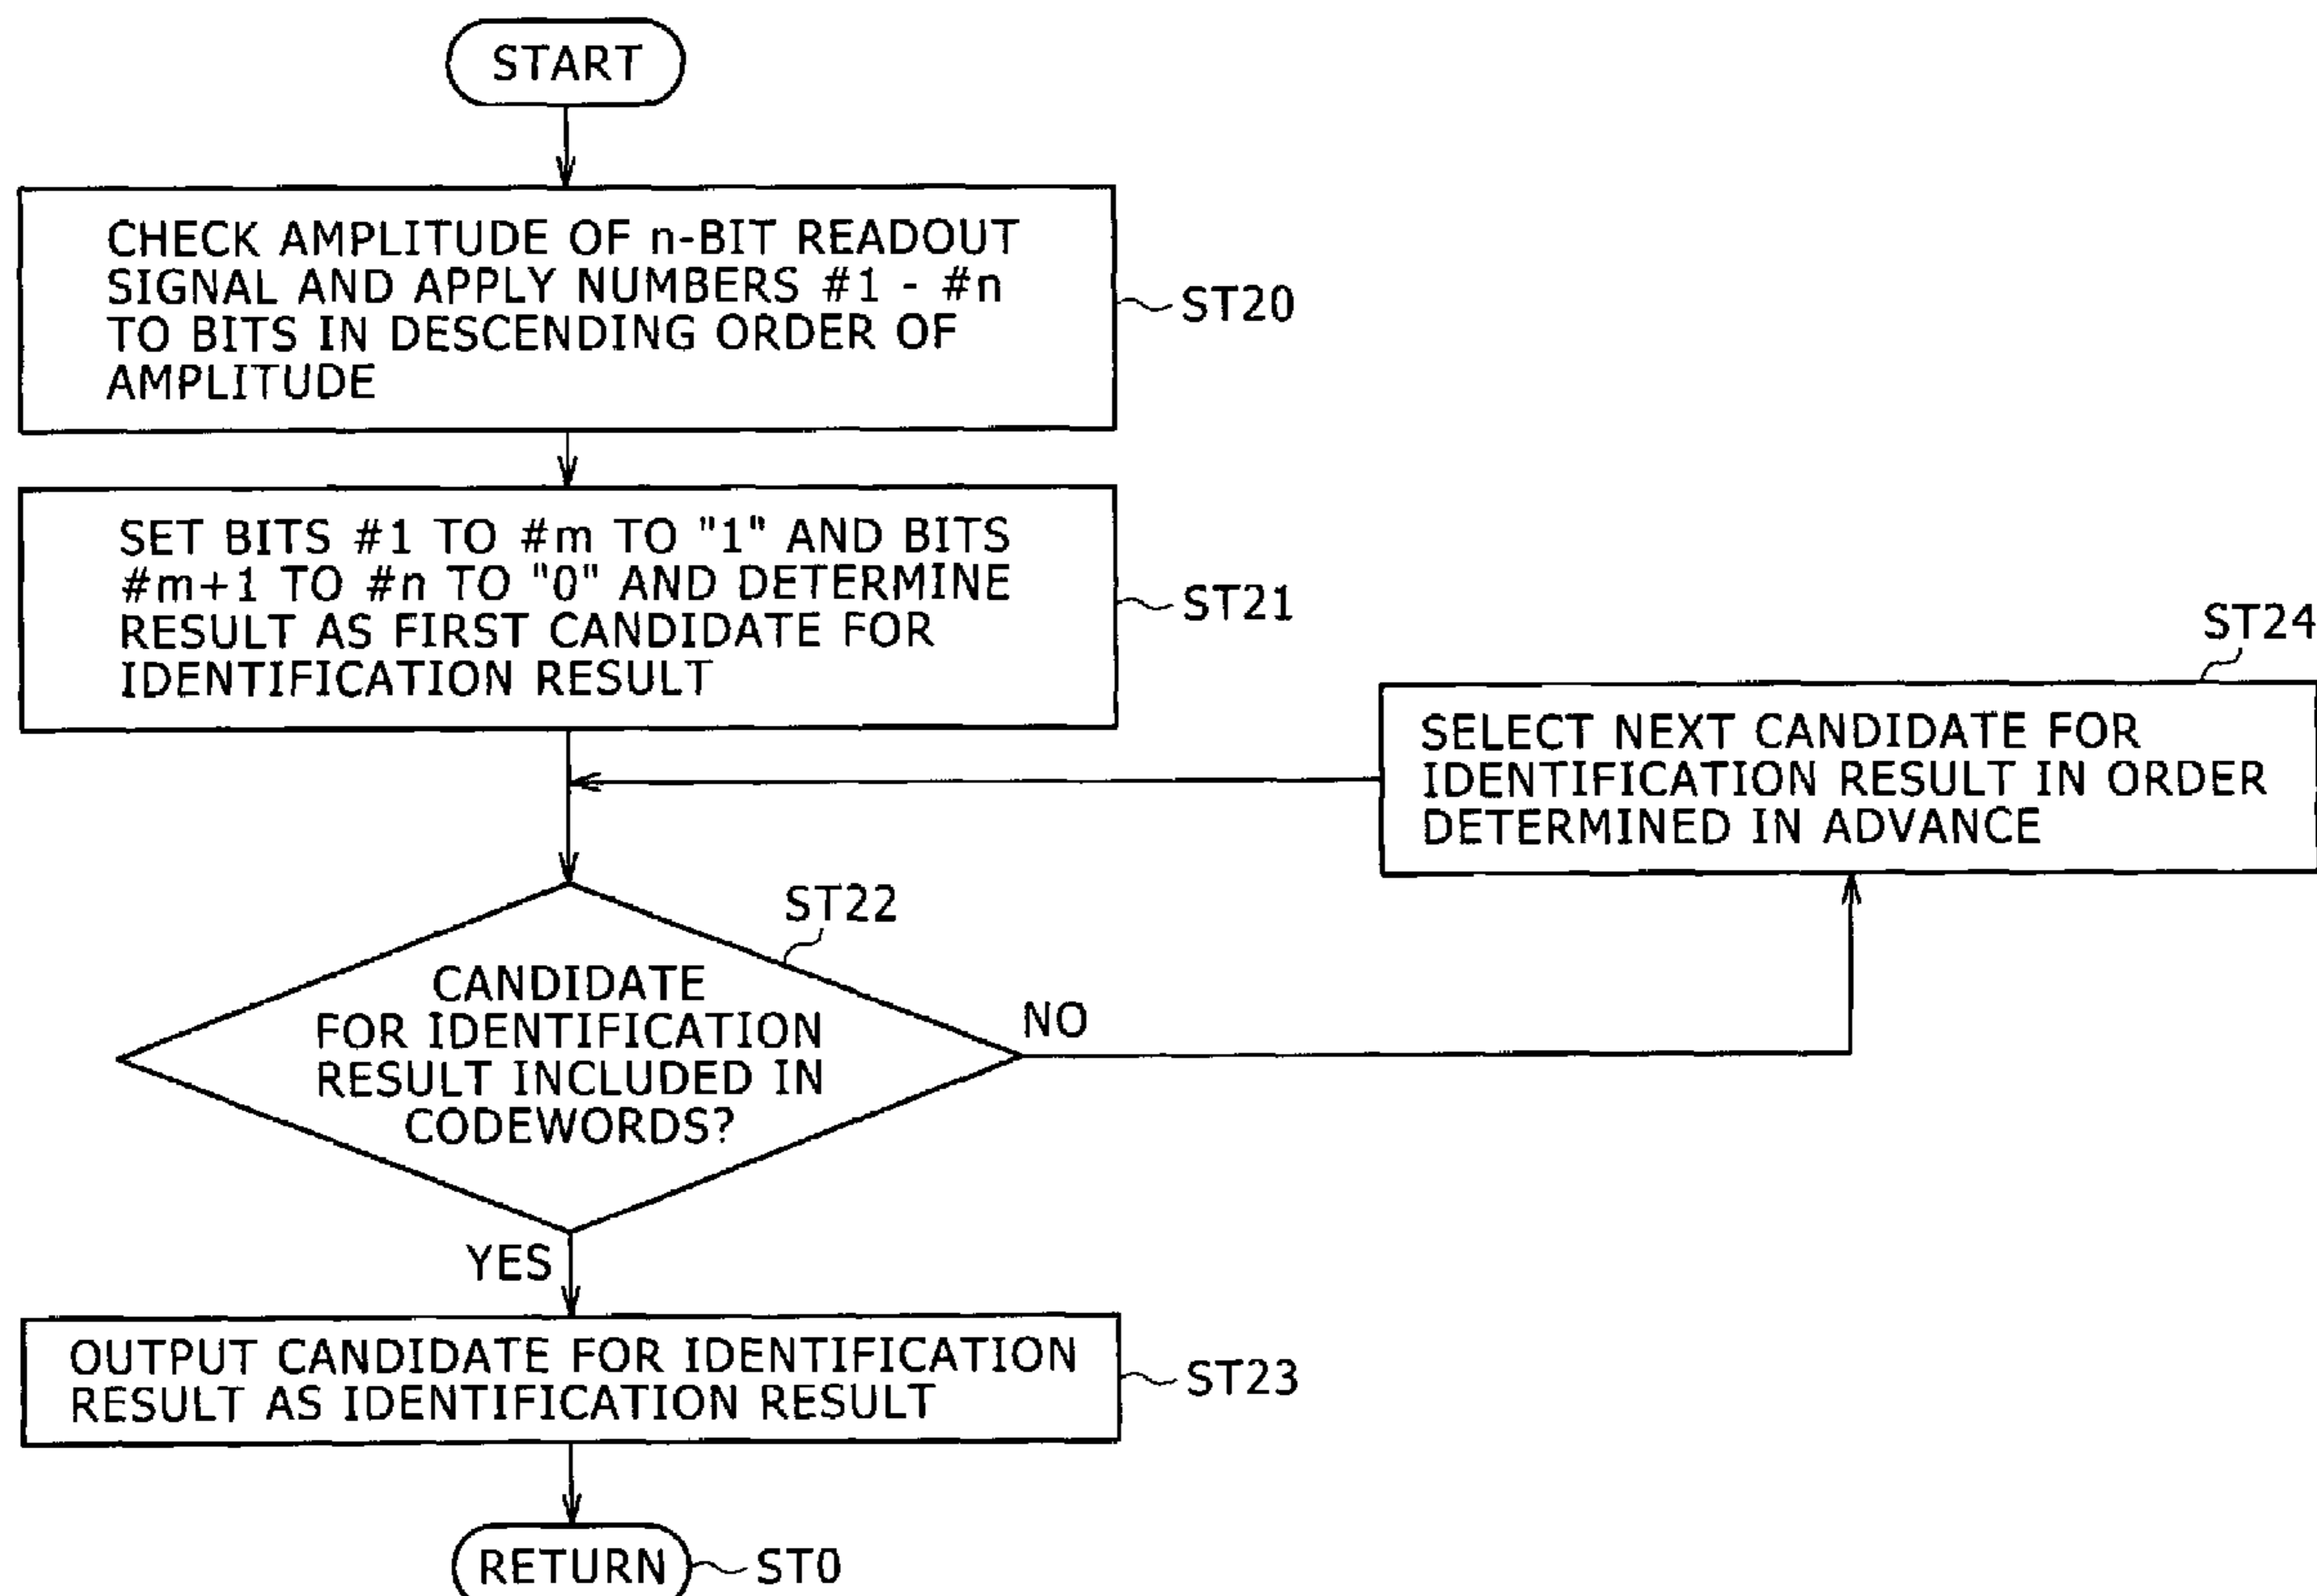 START
CHECK AMPLITUDE OF n-BIT READOUT
SIGNAL AND APPLY NUMBERS #1 - #n
TO BITS IN DESCENDING ORDER OF
AMPLITUDE
ST20
SET BITS #1 TO #m TO "1" AND BITS
#m+1 TO #n TO "0" AND DETERMINE
RESULT AS FIRST CANDIDATE FOR
IDENTIFICATION RESULT
ST21
ST24
SELECT NEXT CANDIDATE FOR
IDENTIFICATION RESULT IN ORDER
DETERMINED IN ADVANCE
ST22
CANDIDATE
FOR IDENTIFICATION
RESULT INCLUDED IN
CODEWORDS?
NO
YES
OUTPUT CANDIDATE FOR IDENTIFICATION
RESULT AS IDENTIFICATION RESULT
ST23
RETURN
ST0